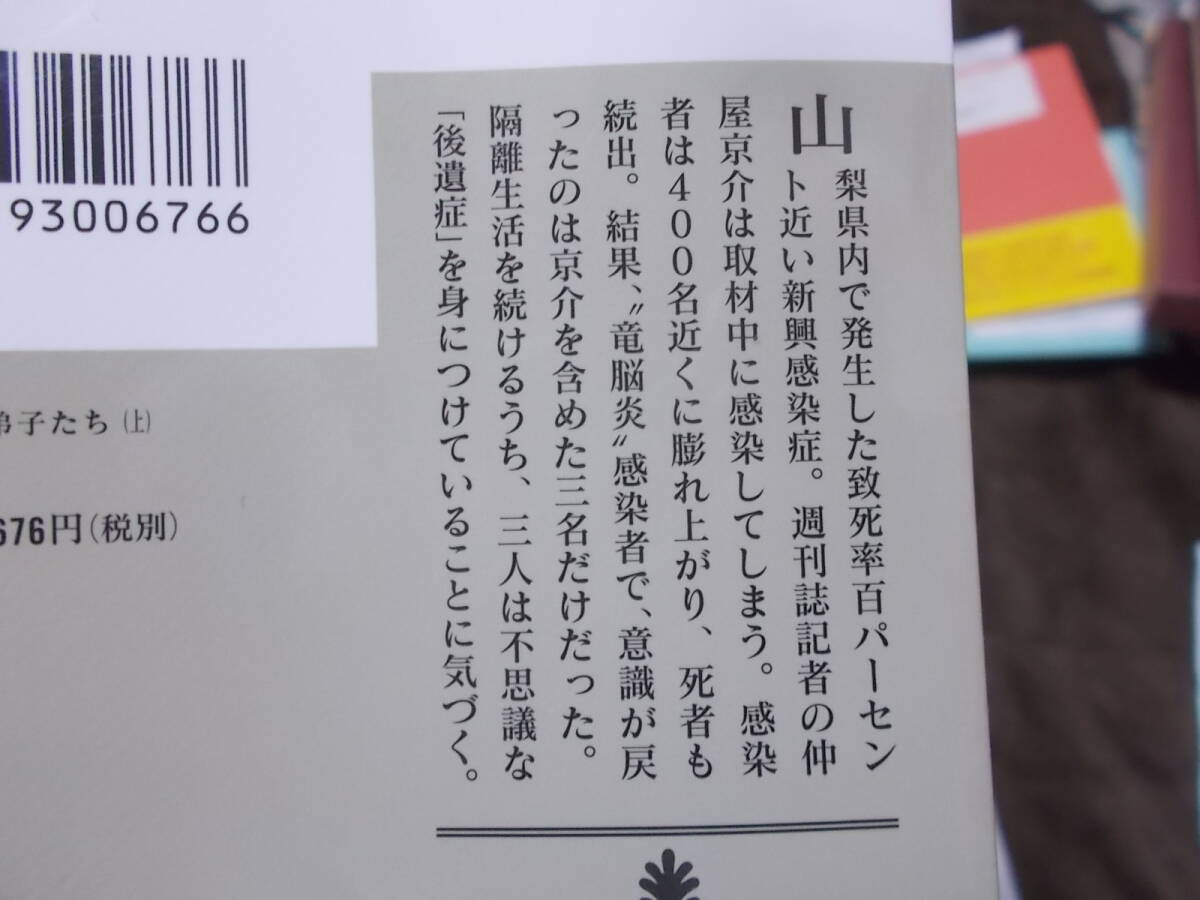 山梨県内で発生した致死率百パーセン
ト近い新興感染症。週刊誌記者の仲
屋京介は取材中に感染してしまう。感染
者は400名近くに膨れ上がり、死者も
続出。結果、〝竜脳炎〟感染者で、意識が戻
ったのは京介を含めた三名だけだった。
隔離生活を続けるうち、三人は不思議な
「後遺症」を身につけていることに気づく。
93006766
弟子たち(上)
676円(税別)